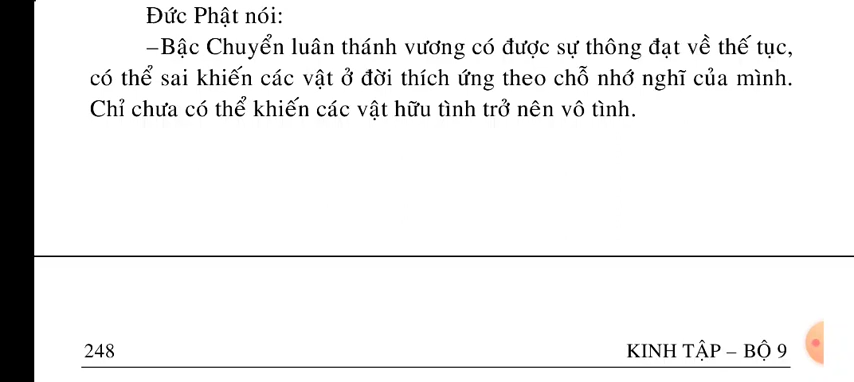 Đức Phật nói:
–Bậc Chuyển luân thánh vương có được sự thông đạt về thế tục,
có thể sai khiến các vật ở đời thích ứng theo chỗ nhớ nghĩ của mình.
Chỉ chưa có thể khiến các vật hữu tình trở nên vô tình.
248
KINH TẬP – BỘ 9